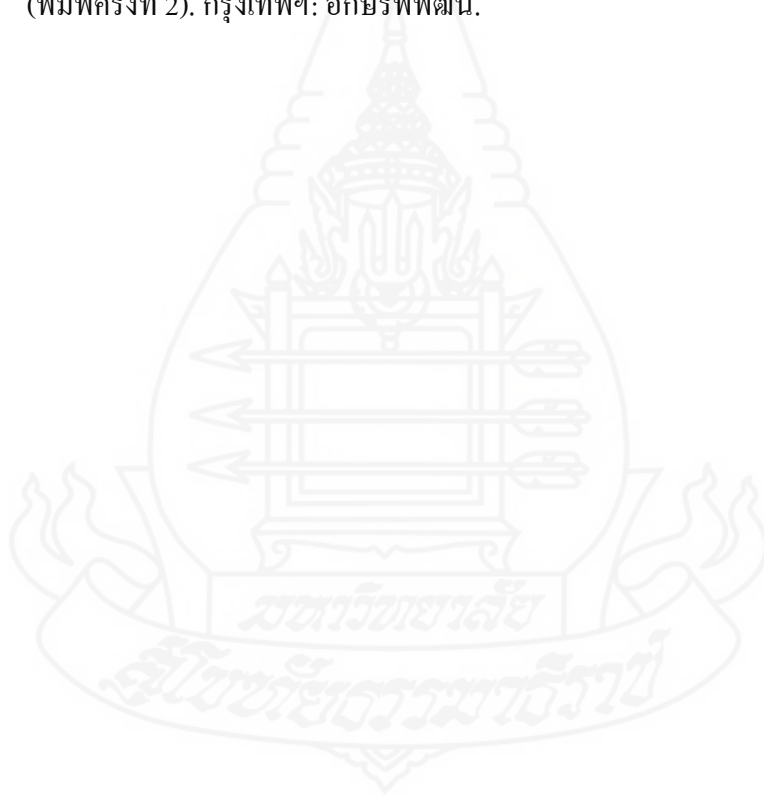 (พิมพ์ครั้งที่ 2). กรุงเทพฯ: อักษรพิพัฒน์.
มหาวิทยาลัย
สุโขทัยธรรมาธิราช